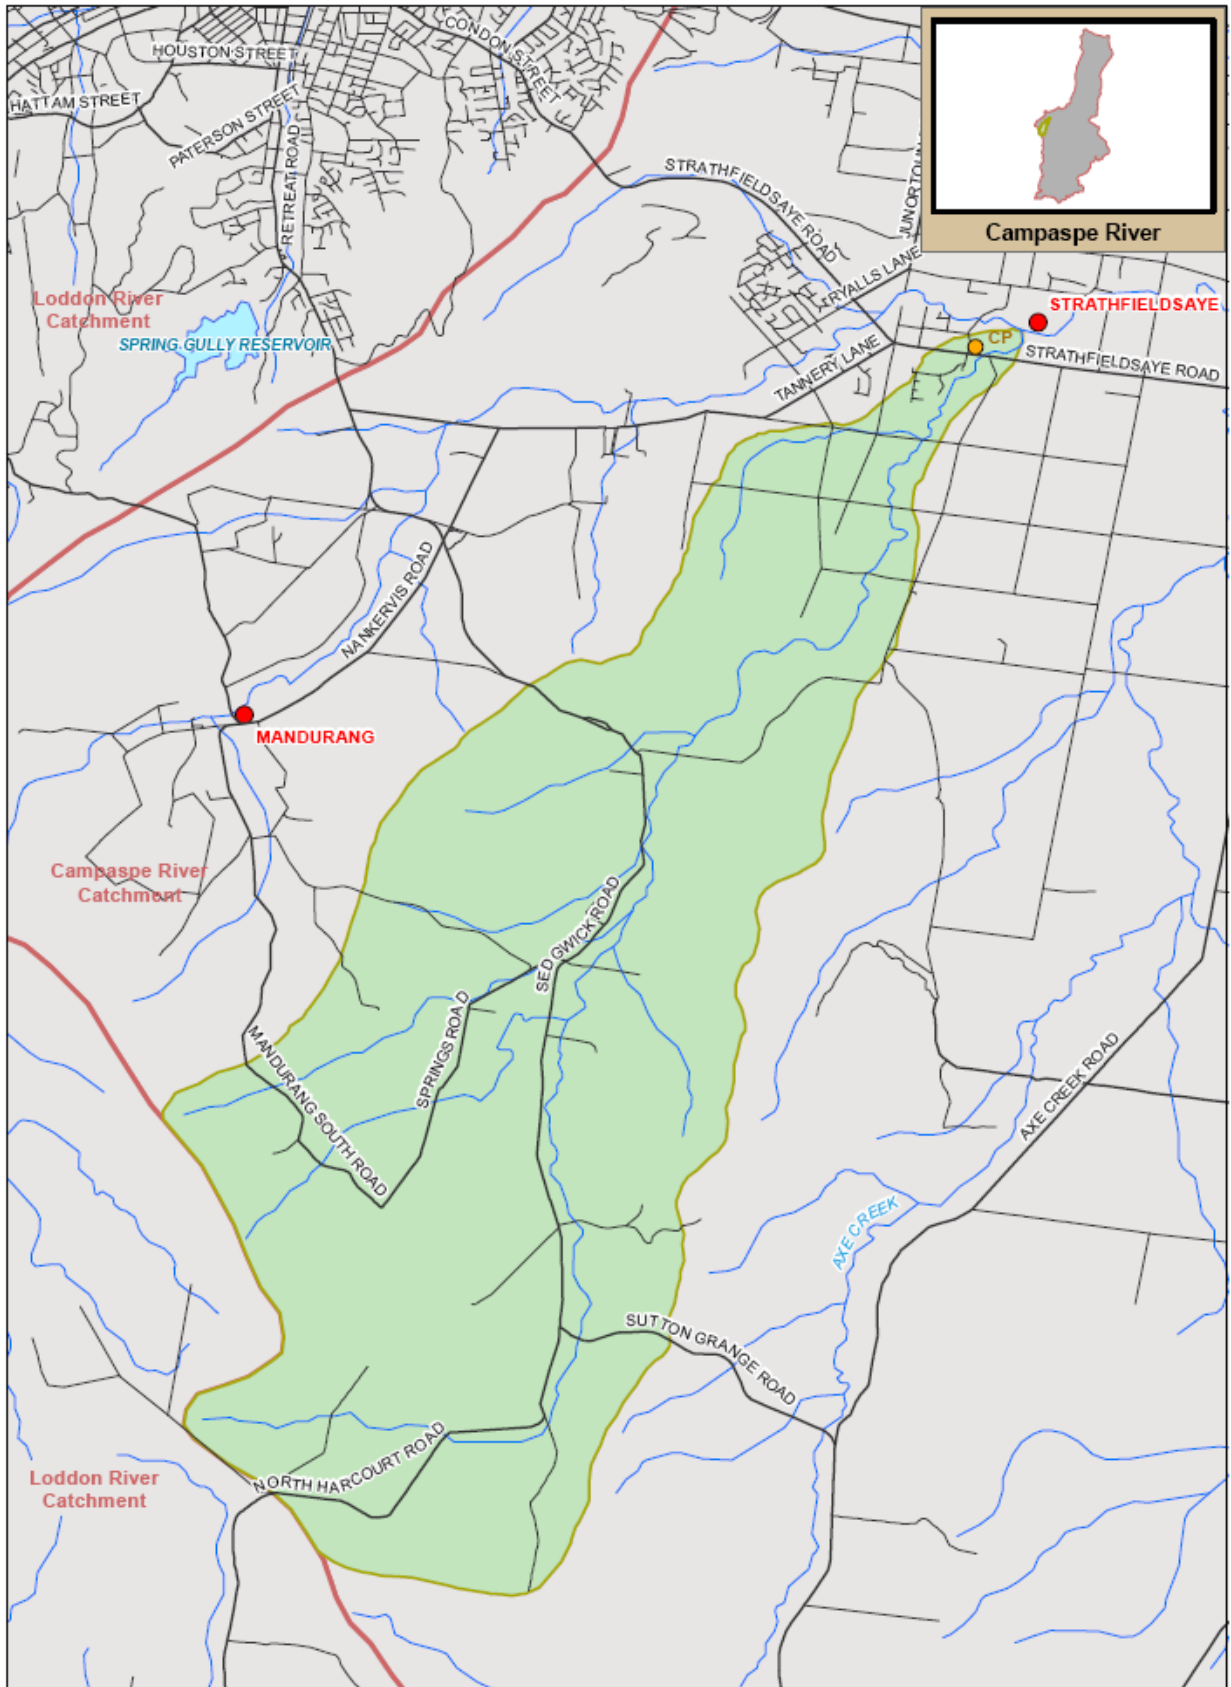 CONDON STREET
HOUSTON STREET
HATTAM STREET
PATERSON STREET
RETREAT ROAD
STRATHFIELDSAYE ROAD
Campaspe River
RYALLS LANE
Loddon River
Catchment
SPRING GULLY RESERVOIR
STRATHFIELDSAYE
CP
TANNERY LANE
STRATHFIELDSAYE ROAD
NANKERVIS ROAD
MANDURANG
Campaspe River
Catchment
SEDGWICK ROAD
SPRINGS ROAD
MANDURANG SOUTH ROAD
AXE CREEK ROAD
AXE CREEK
SUTTON GRANGE ROAD
NORTH HARCOURT ROAD
Loddon River
Catchment